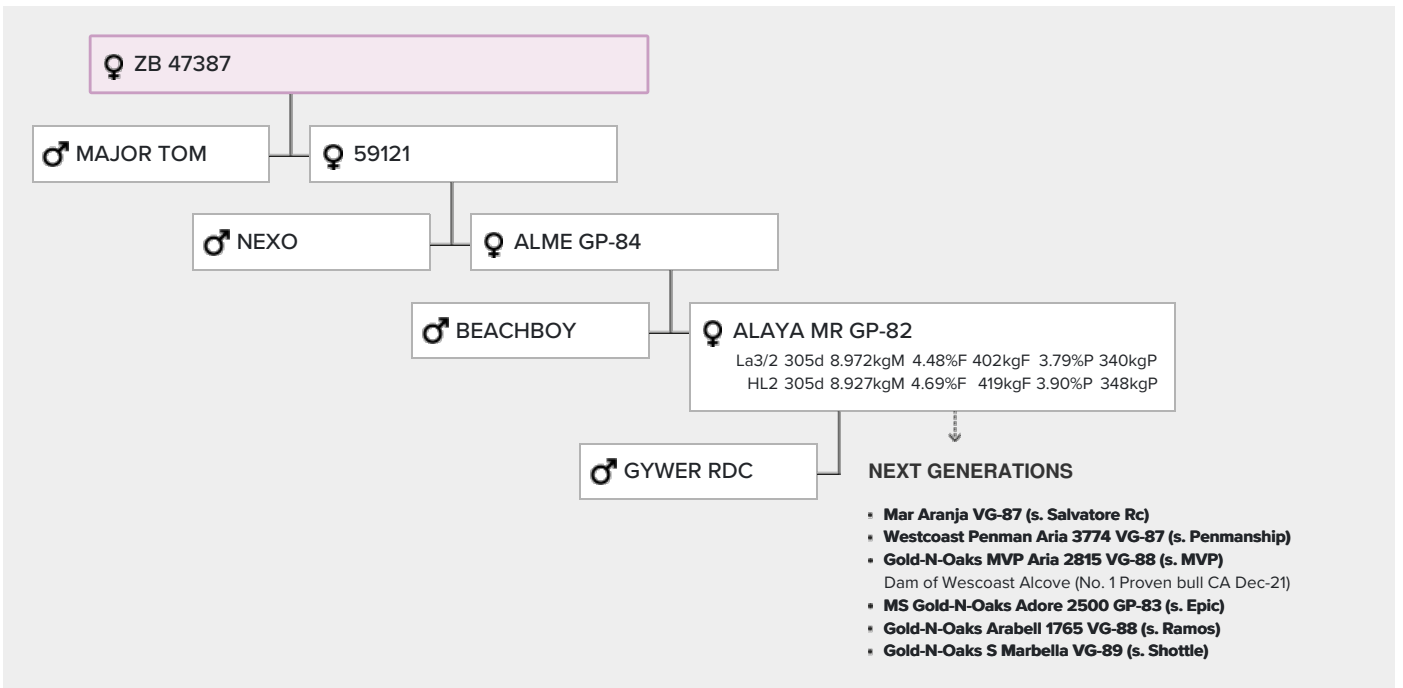 ZB 47387
MAJOR TOM
59121
NEXO
ALME GP-84
BEACHBOY
ALAYA MR GP-82
La3/2 305d 8.972kgM 4.48%F 402kgF 3.79%P 340kgP
HL2 305d 8.927kgM 4.69%F 419kgF 3.90%P 348kgP
GYWER RDC
NEXT GENERATIONS
Mar Aranja VG-87 (s. Salvatore Rc)
Westcoast Penman Aria 3774 VG-87 (s. Penmanship)
Gold-N-Oaks MVP Aria 2815 VG-88 (s. MVP)
Dam of Wescoast Alcove (No. 1 Proven bull CA Dec-21)
MS Gold-N-Oaks Adore 2500 GP-83 (s. Epic)
Gold-N-Oaks Arabell 1765 VG-88 (s. Ramos)
Gold-N-Oaks S Marbella VG-89 (s. Shottle)